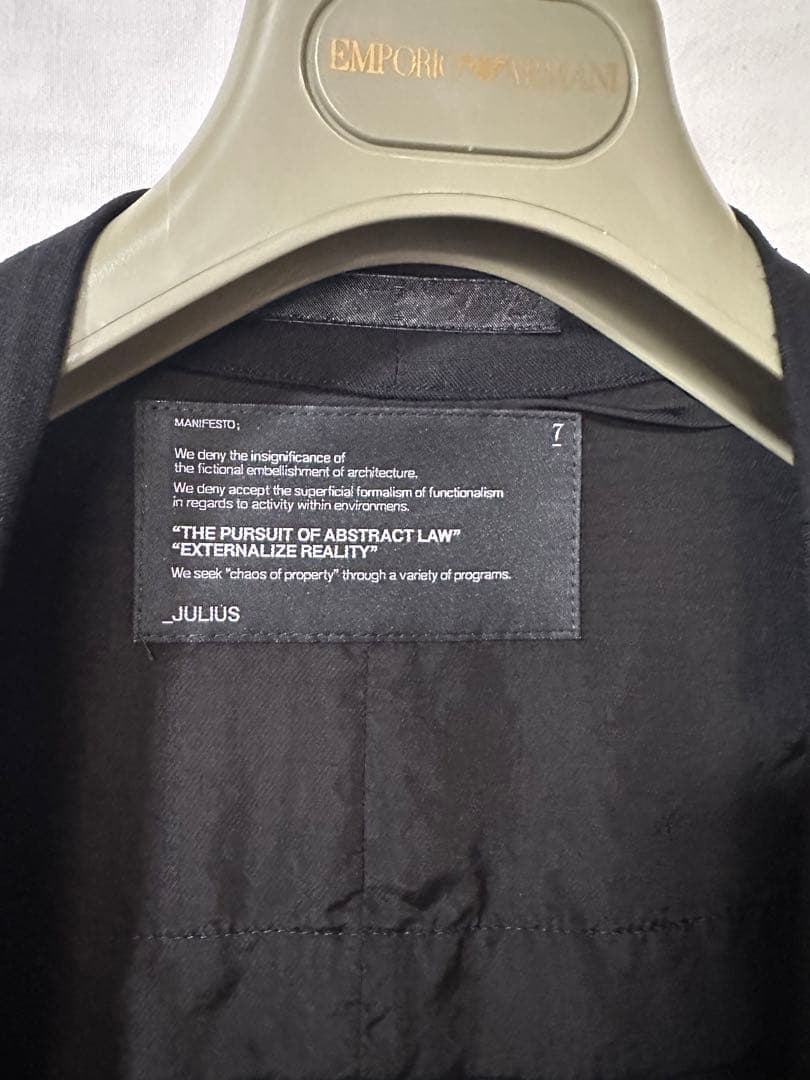 EMPORIO ARMANI
MANIFESTO;
7
We deny the insignificance of
the fictional embellishment of architecture.
We deny accept the superficial formalism of functionalism
in regards to activity within environmens.
“THE PURSUIT OF ABSTRACT LAW”
“EXTERNALIZE REALITY”
We seek "chaos of property" through a variety of programs.
_JULIUS